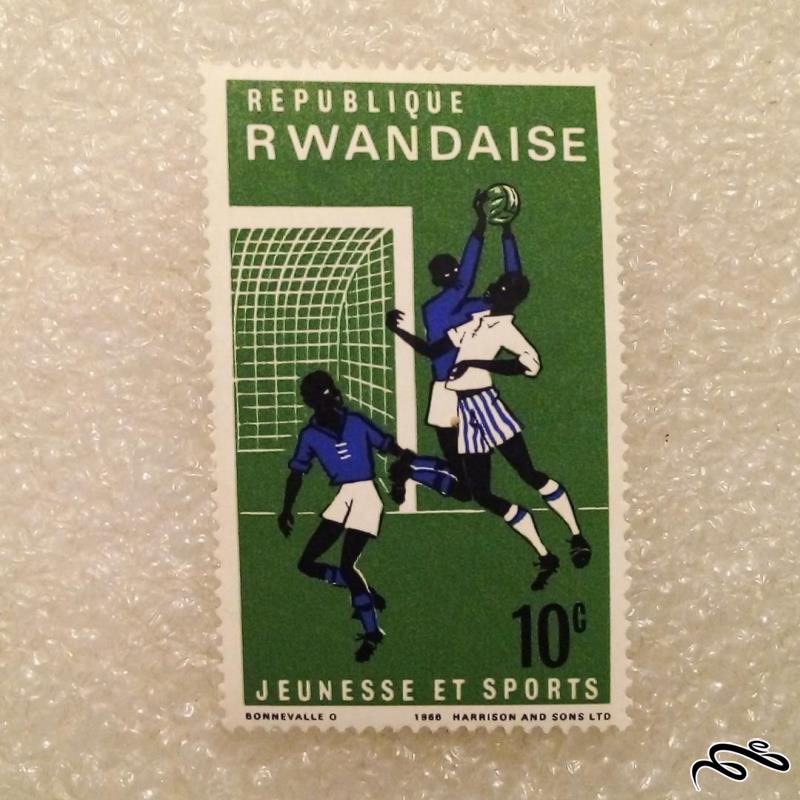 REPUBLIQUE
RWANDAISE
10c
JEUNESSE ET SPORTS
BONNEVALLE O 1966 HARRISON AND SONS LTD